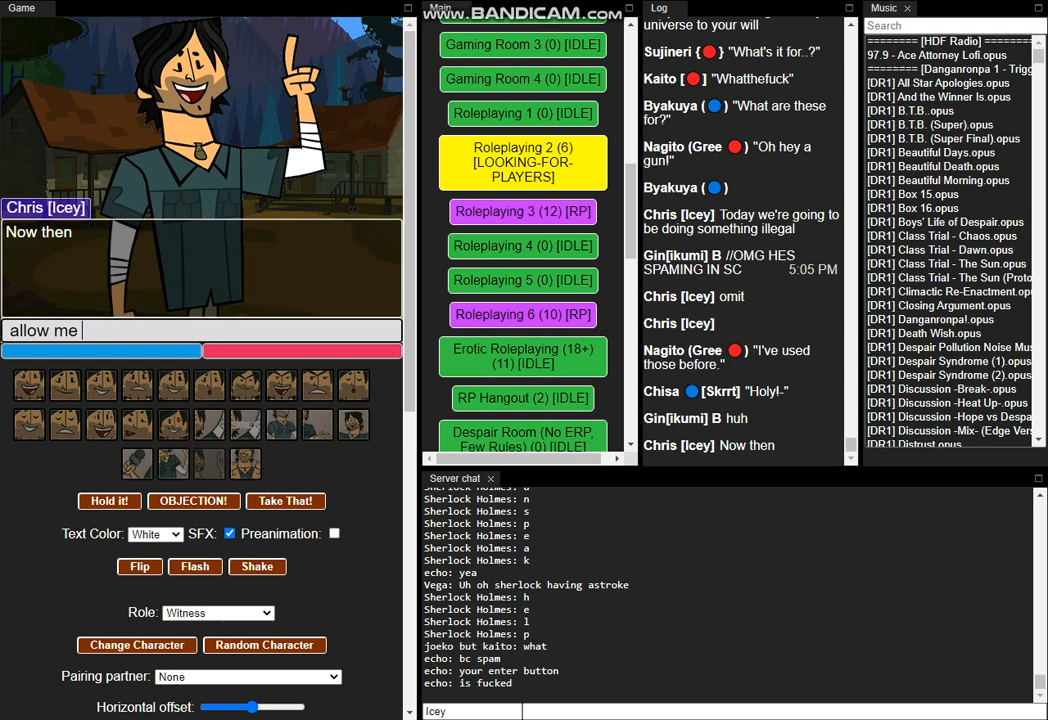 Game
Chris [Icey]
Now then
allow me
Hold it!
OBJECTION!
Take That!
Text Color:
White
SFX:
Preanimation:
Flip
Flash
Shake
Role:
Witness
Change Character
Random Character
Pairing partner:
None
Horizontal offset:
Main
www.BANDICAM.com
Gaming Room 3 (0) [IDLE]
Gaming Room 4 (0) [IDLE]
Roleplaying 1 (0) [IDLE]
Roleplaying 2 (6)
[LOOKING-FOR-
PLAYERS]
Roleplaying 3 (12) [RP]
Roleplaying 4 (0) [IDLE]
Roleplaying 5 (0) [IDLE]
Roleplaying 6 (10) [RP]
Erotic Roleplaying (18+)
(11) [IDLE]
RP Hangout (2) [IDLE]
Despair Room (No ERP,
Few Rules) (0) [IDLE]
Log
universe to your will
Sujineri {🔴} "What's it for..?"
Kaito [🔴] "Whatthefuck"
Byakuya (🔵) "What are these
for?"
Nagito (Gree 🔴) "Oh hey a
gun!"
Byakuya (🔵)
Chris [Icey] Today we're going to
be doing something illegal
Gin[ikumi] B //OMG HES
SPAMING IN SC
5:05 PM
Chris [Icey] omit
Chris [Icey]
Nagito (Gree 🔴) "I've used
those before."
Chisa 🔵 [Skrrt] "Holy!-"
Gin[ikumi] B huh
Chris [Icey] Now then
Music
Search
======== [HDF Radio] =======
97.9 - Ace Attorney Lofi.opus
======== [Danganronpa 1 - Trigg
[DR1] All Star Apologies.opus
[DR1] And the Winner Is.opus
[DR1] B.T.B..opus
[DR1] B.T.B. (Super).opus
[DR1] B.T.B. (Super Final).opus
[DR1] Beautiful Days.opus
[DR1] Beautiful Death.opus
[DR1] Beautiful Morning.opus
[DR1] Box 15.opus
[DR1] Box 16.opus
[DR1] Boys' Life of Despair.opus
[DR1] Class Trial - Chaos.opus
[DR1] Class Trial - Dawn.opus
[DR1] Class Trial - The Sun.opus
[DR1] Class Trial - The Sun (Proto
[DR1] Climactic Re-Enactment.opu
[DR1] Closing Argument.opus
[DR1] Danganronpa!.opus
[DR1] Death Wish.opus
[DR1] Despair Pollution Noise Mus
[DR1] Despair Syndrome (1).opus
[DR1] Despair Syndrome (2).opus
[DR1] Discussion -Break-.opus
[DR1] Discussion -Heat Up-.opus
[DR1] Discussion -Hope vs Despa
[DR1] Discussion -Mix- (Edge Vers
[DR1] Distrust.opus
Server chat
Sherlock Holmes: u
Sherlock Holmes: n
Sherlock Holmes: s
Sherlock Holmes: p
Sherlock Holmes: e
Sherlock Holmes: a
Sherlock Holmes: k
echo: yea
Vega: Uh oh sherlock having astroke
Sherlock Holmes: h
Sherlock Holmes: e
Sherlock Holmes: l
Sherlock Holmes: p
joeko but kaito: what
echo: bc spam
echo: your enter button
echo: is fucked
Icey